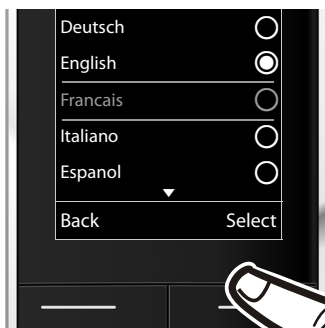 Deutsch
English
Francais
Italiano
Espanol
Back Select